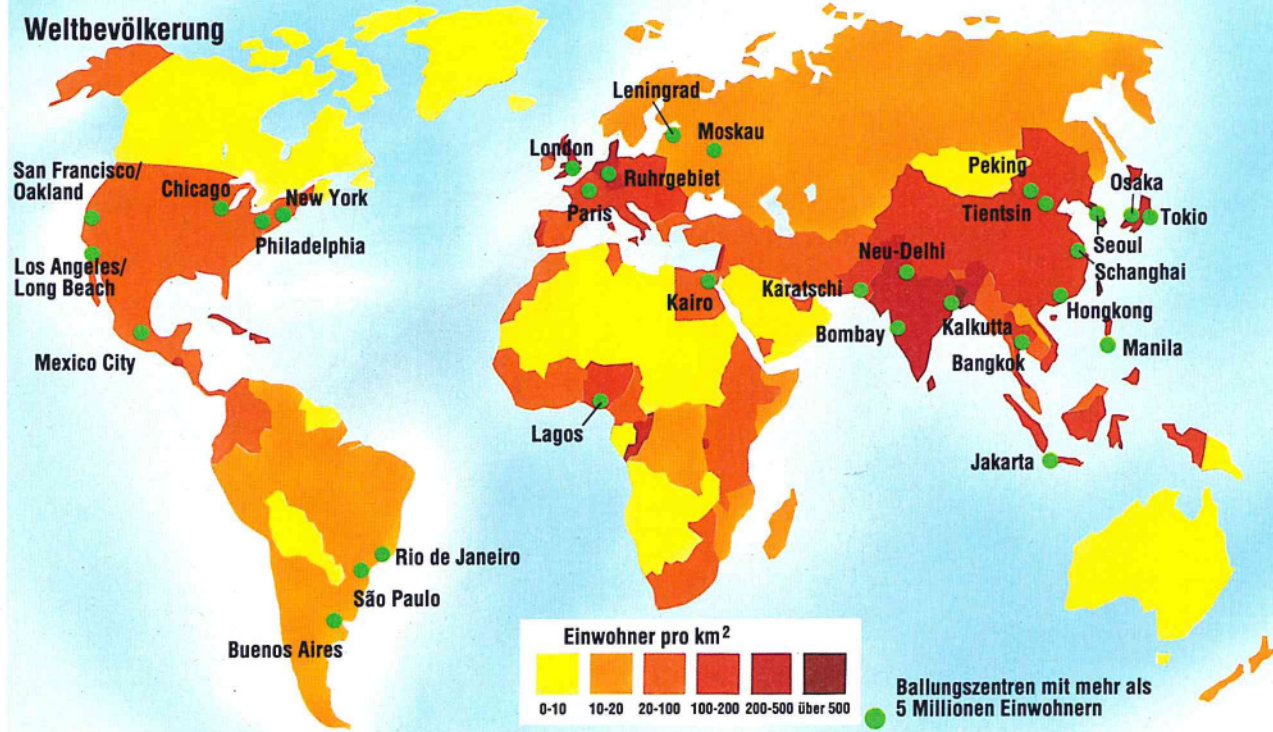 Weltbevölkerung
Leningrad
Moskau
London
Ruhrgebiet
Paris
San Francisco/
Oakland
Chicago
New York
Philadelphia
Los Angeles/
Long Beach
Mexico City
Peking
Osaka
Tientsin
Tokio
Seoul
Neu-Delhi
Schanghai
Kairo
Karatschi
Hongkong
Bombay
Kalkutta
Manila
Bangkok
Lagos
Jakarta
Rio de Janeiro
São Paulo
Buenos Aires
Einwohner pro km²
0-10 10-20 20-100 100-200 200-500 über 500
Ballungszentren mit mehr als
5 Millionen Einwohnern